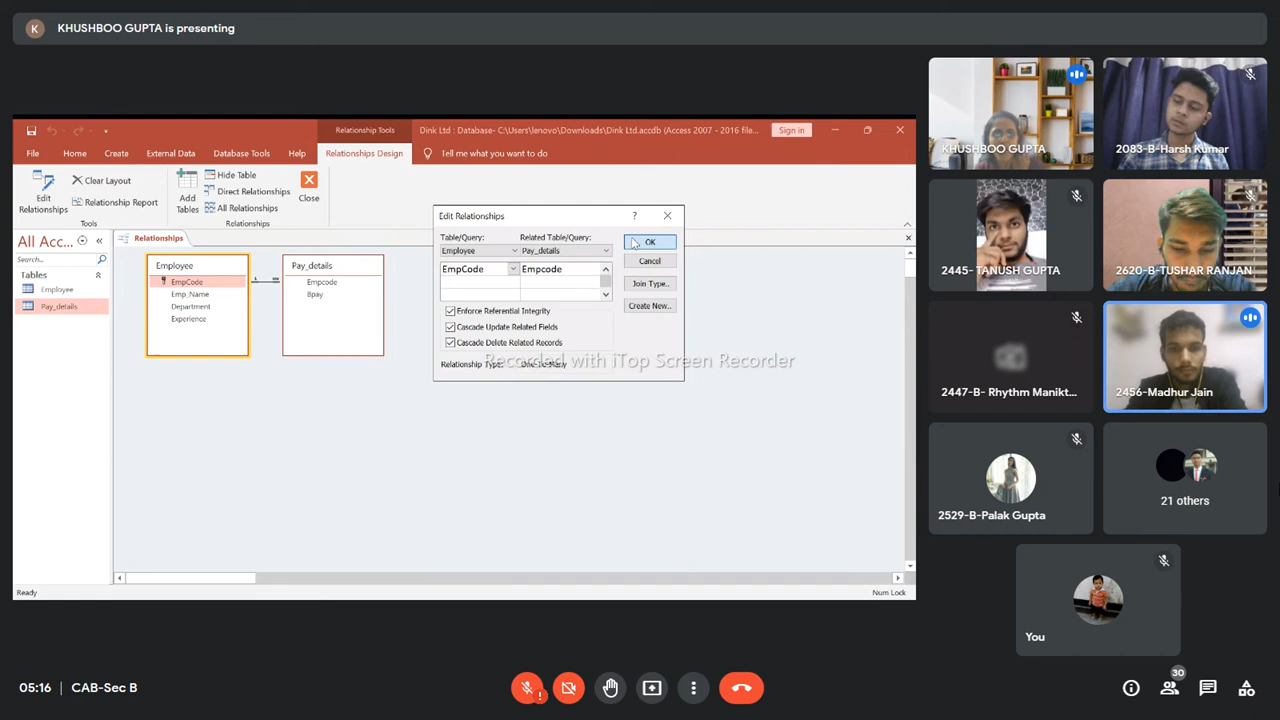 K KHUSHBOO GUPTA is presenting
Relationship Tools
Dink Ltd : Database- C:\Users\lenovo\Downloads\Dink Ltd.accdb (Access 2007 - 2016 file...
Sign in
File Home Create External Data Database Tools Help Relationships Design Tell me what you want to do
Edit Relationships
Clear Layout
Relationship Report
Tools
Add Tables
Hide Table
Direct Relationships
All Relationships
Relationships
Close
All Ac...
Search...
Tables
Employee
Pay_details
Relationships
Employee
EmpCode
Emp_Name
Department
Experience
1
Pay_details
Empcode
Bpay
Edit Relationships
?
Table/Query: Related Table/Query:
Employee Pay_details
EmpCode Empcode
Enforce Referential Integrity
Cascade Update Related Fields
Cascade Delete Related Records
Relationship Type: One-To-Many
OK
Cancel
Join Type..
Create New..
Recorded with iTop Screen Recorder
Ready
Num Lock
KHUSHBOO GUPTA
2083-B-Harsh Kumar
2445- TANUSH GUPTA
2620-B-TUSHAR RANJAN
2447-B- Rhythm Manikt...
2456-Madhur Jain
2529-B-Palak Gupta
21 others
You
05:16 | CAB-Sec B
30